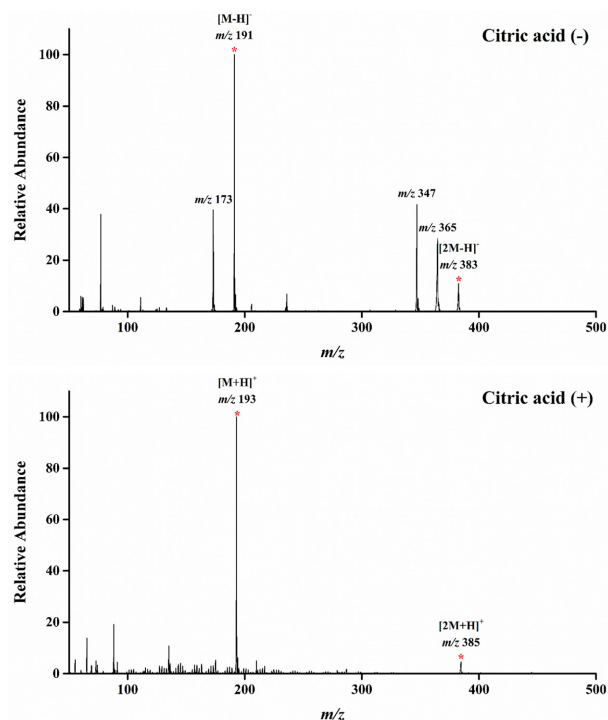 [M-H]⁻
m/z 191
*
Citric acid (-)
100
80
60
40
20
0
Relative Abundance
m/z 173
m/z 347
m/z 365
[2M-H]⁻
m/z 383
*
100
200
300
400
500
m/z
[M+H]⁺
m/z 193
*
Citric acid (+)
100
80
60
40
20
0
Relative Abundance
[2M+H]⁺
m/z 385
*
100
200
300
400
500
m/z